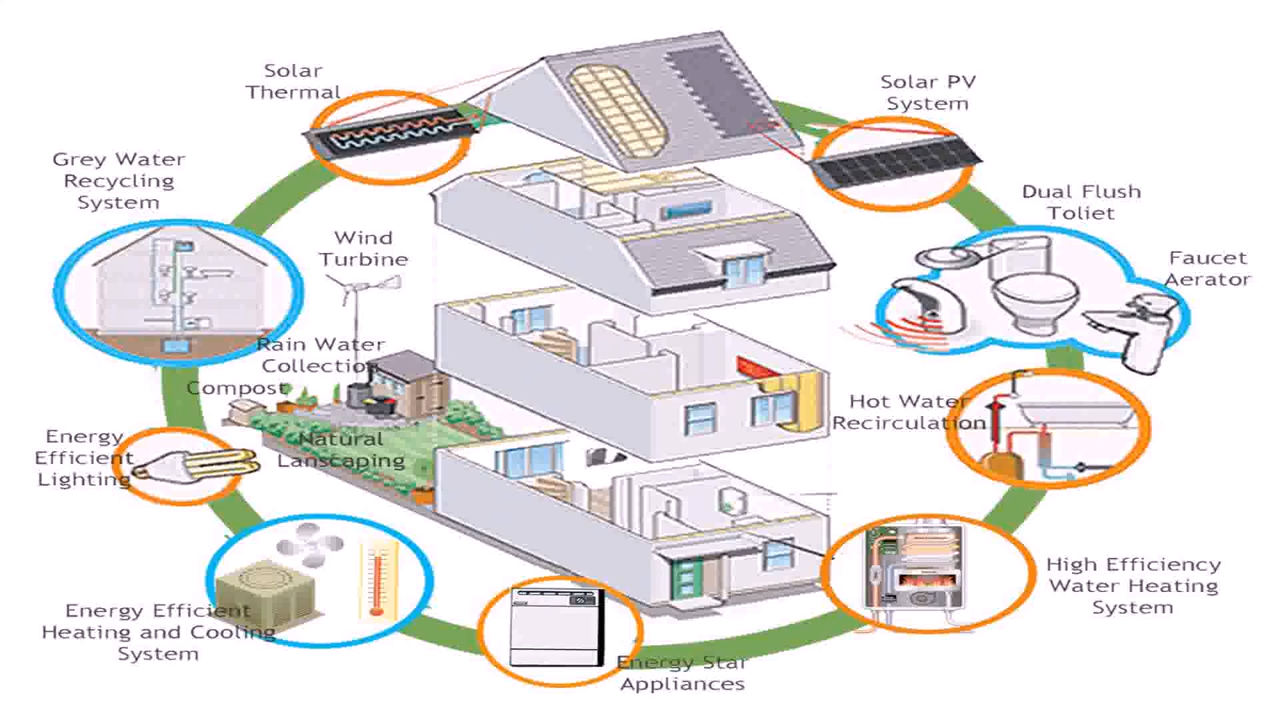 Solar
Thermal
Solar PV
System
Grey Water
Recycling
System
Dual Flush
Toliet
Wind
Turbine
Faucet
Aerator
Rain Water
Collection
Compost
Hot Water
Recirculation
Energy
Efficient
Lighting
Natural
Lanscaping
High Efficiency
Water Heating
System
Energy Efficient
Heating and Cooling
System
Energy Star
Appliances